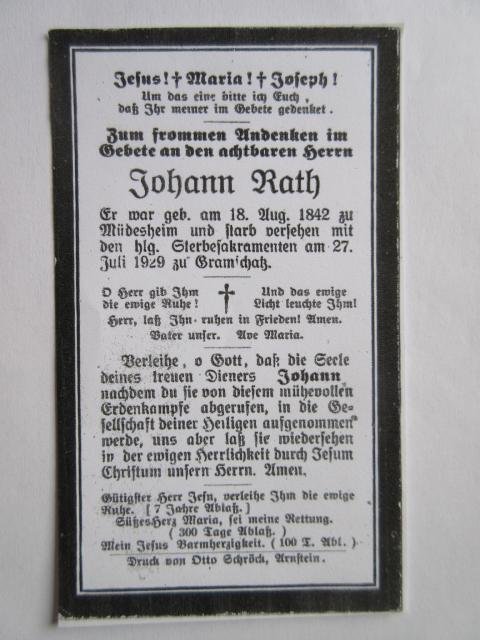 Jesus! † Maria! † Joseph!
Um das eine bitte ich Euch,
daß Ihr meiner im Gebete gedenket.
Zum frommen Andenken im
Gebete an den achtbaren Herrn
Johann Rath
Er war geb. am 18. Aug. 1842 zu
Müdesheim und starb versehen mit
den hlg. Sterbesakramenten am 27.
Juli 1929 zu Gramschatz.
O Herr gib Ihm
die ewige Ruhe!
†
Und das ewige
Licht leuchte Ihm!
Herr, laß Ihn ruhen in Frieden! Amen.
Vater unser. Ave Maria.
Verleihe, o Gott, daß die Seele
deines treuen Dieners Johann
nachdem du sie von diesem mühevollen
Erdenkampfe abgerufen, in die Ge-
sellschaft deiner Heiligen aufgenommen
werde, uns aber laß sie wiedersehen
in der ewigen Herrlichkeit durch Jesum
Christum unsern Herrn. Amen.
Gütigster Herr Jesu, verleihe Ihm die ewige
Ruhe. [7 Jahre Ablaß.]
Süßes Herz Maria, sei meine Rettung.
(300 Tage Ablaß.)
Mein Jesus Barmherzigkeit. (100 T. Abl.)
Druck von Otto Schröck, Arnstein.